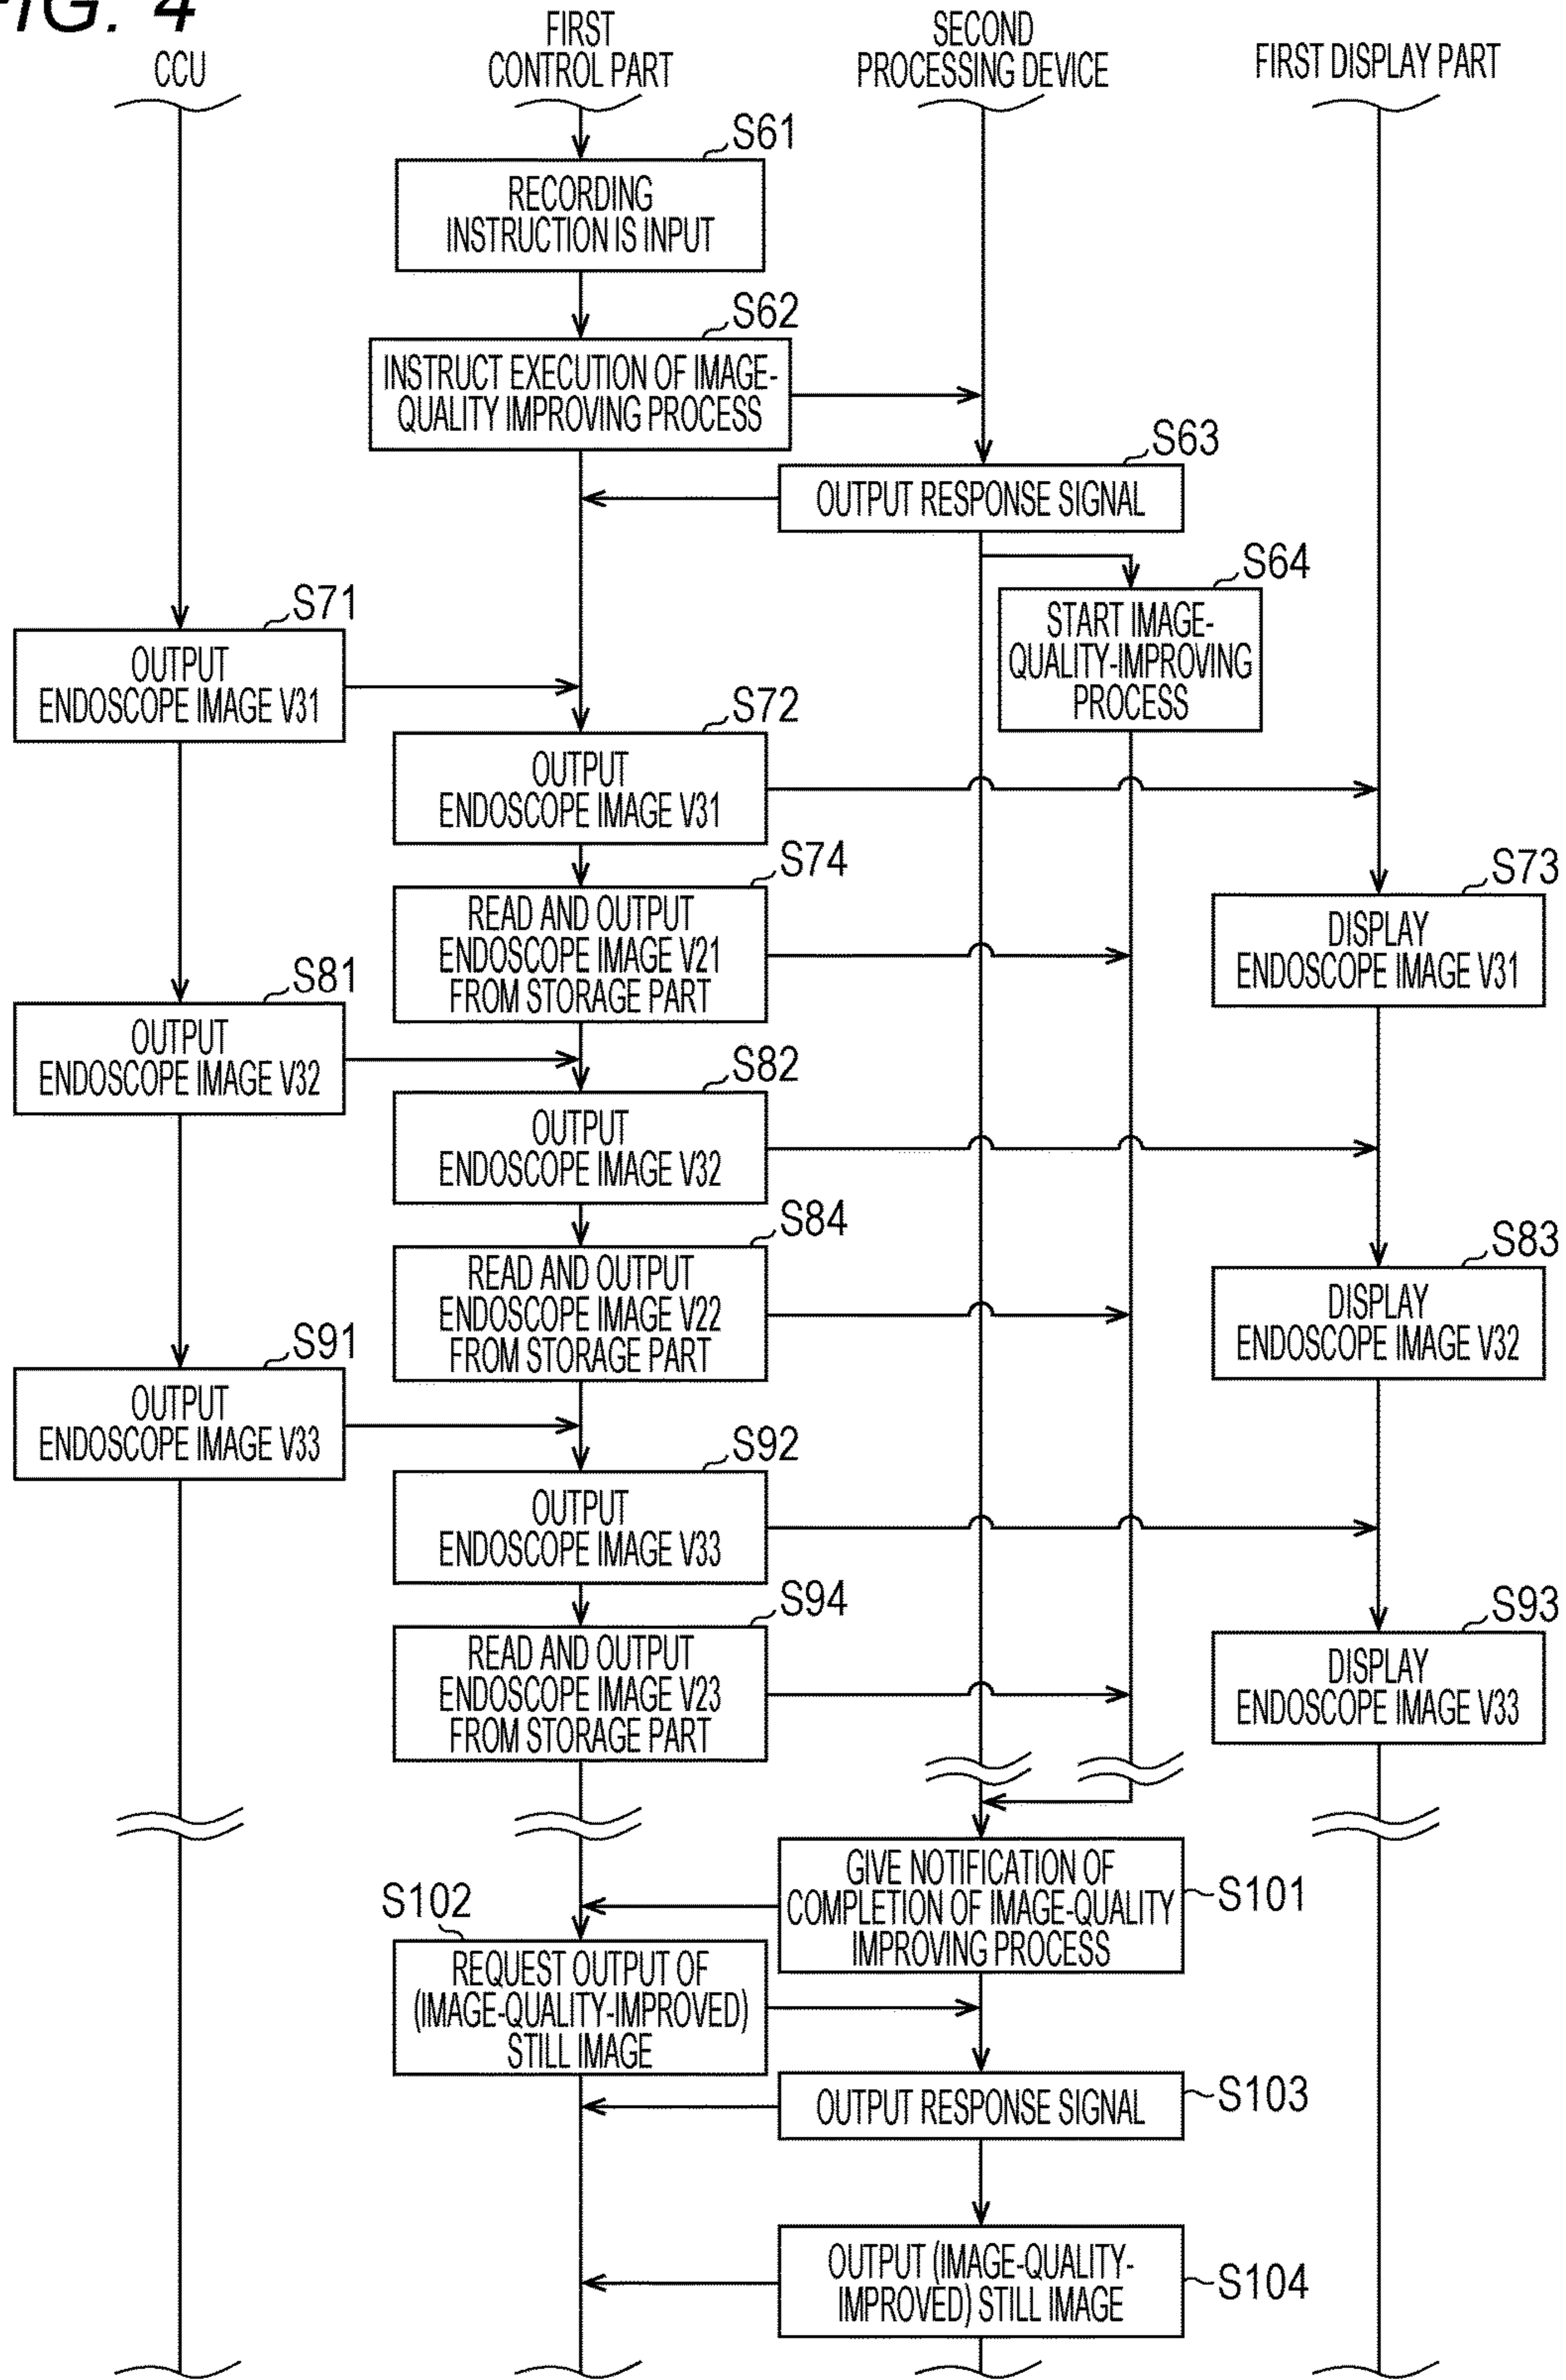 FIG. 4
CCU
FIRST
CONTROL PART
SECOND
PROCESSING DEVICE
FIRST DISPLAY PART
S61
RECORDING
INSTRUCTION IS INPUT
S62
INSTRUCT EXECUTION OF IMAGE-
QUALITY IMPROVING PROCESS
S63
OUTPUT RESPONSE SIGNAL
S64
START IMAGE-
QUALITY-IMPROVING
PROCESS
S71
OUTPUT
ENDOSCOPE IMAGE V31
S72
OUTPUT
ENDOSCOPE IMAGE V31
S74
READ AND OUTPUT
ENDOSCOPE IMAGE V21
FROM STORAGE PART
S73
DISPLAY
ENDOSCOPE IMAGE V31
S81
OUTPUT
ENDOSCOPE IMAGE V32
S82
OUTPUT
ENDOSCOPE IMAGE V32
S84
READ AND OUTPUT
ENDOSCOPE IMAGE V22
FROM STORAGE PART
S83
DISPLAY
ENDOSCOPE IMAGE V32
S91
OUTPUT
ENDOSCOPE IMAGE V33
S92
OUTPUT
ENDOSCOPE IMAGE V33
S94
READ AND OUTPUT
ENDOSCOPE IMAGE V23
FROM STORAGE PART
S93
DISPLAY
ENDOSCOPE IMAGE V33
GIVE NOTIFICATION OF
COMPLETION OF IMAGE-QUALITY
IMPROVING PROCESS
S101
S102
REQUEST OUTPUT OF
(IMAGE-QUALITY-IMPROVED)
STILL IMAGE
OUTPUT RESPONSE SIGNAL
S103
OUTPUT (IMAGE-QUALITY-
IMPROVED) STILL IMAGE
S104